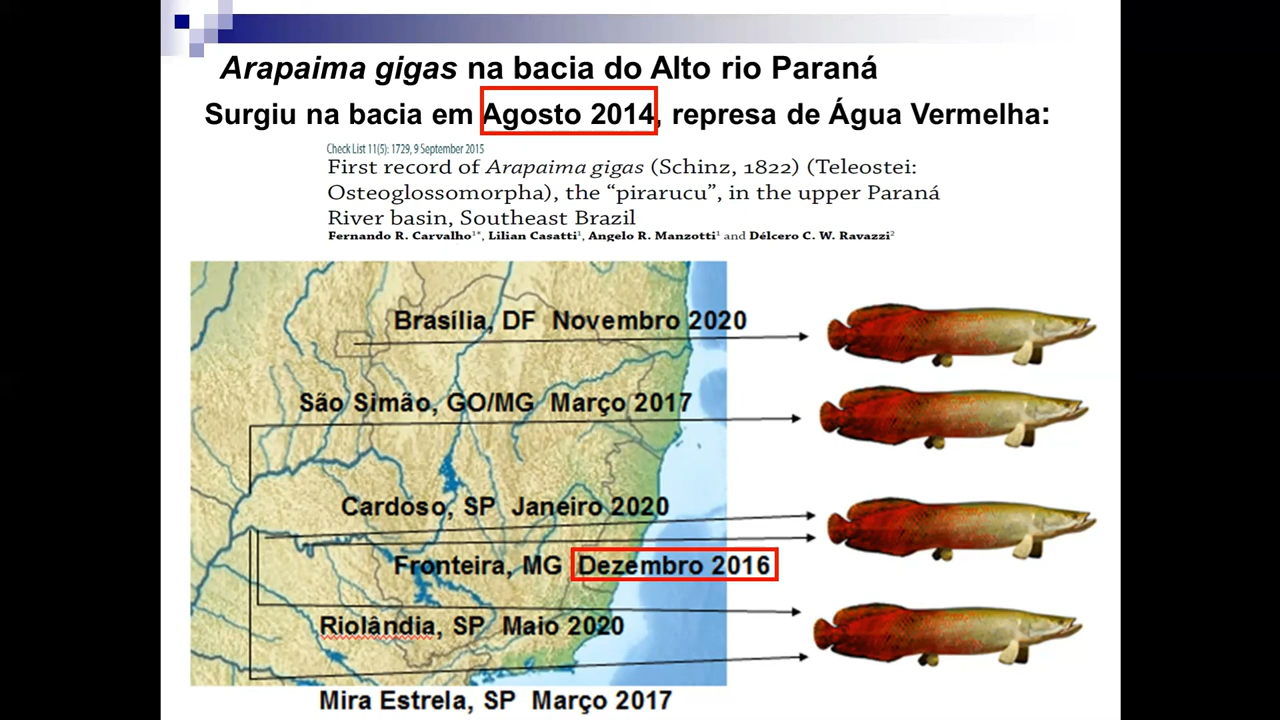 Arapaima gigas na bacia do Alto rio Paraná
Surgiu na bacia em Agosto 2014, represa de Água Vermelha:
Check List 11(5): 1729, 9 September 2015
First record of Arapaima gigas (Schinz, 1822) (Teleostei:
Osteoglossomorpha), the “pirarucu”, in the upper Paraná
River basin, Southeast Brazil
Fernando R. Carvalho¹*, Lilian Casatti¹, Angelo R. Manzotti¹ and Délcero C. W. Ravazzi²
Brasília, DF Novembro 2020
São Simão, GO/MG Março 2017
Cardoso, SP Janeiro 2020
Fronteira, MG Dezembro 2016
Riolândia, SP Maio 2020
Mira Estrela, SP Março 2017